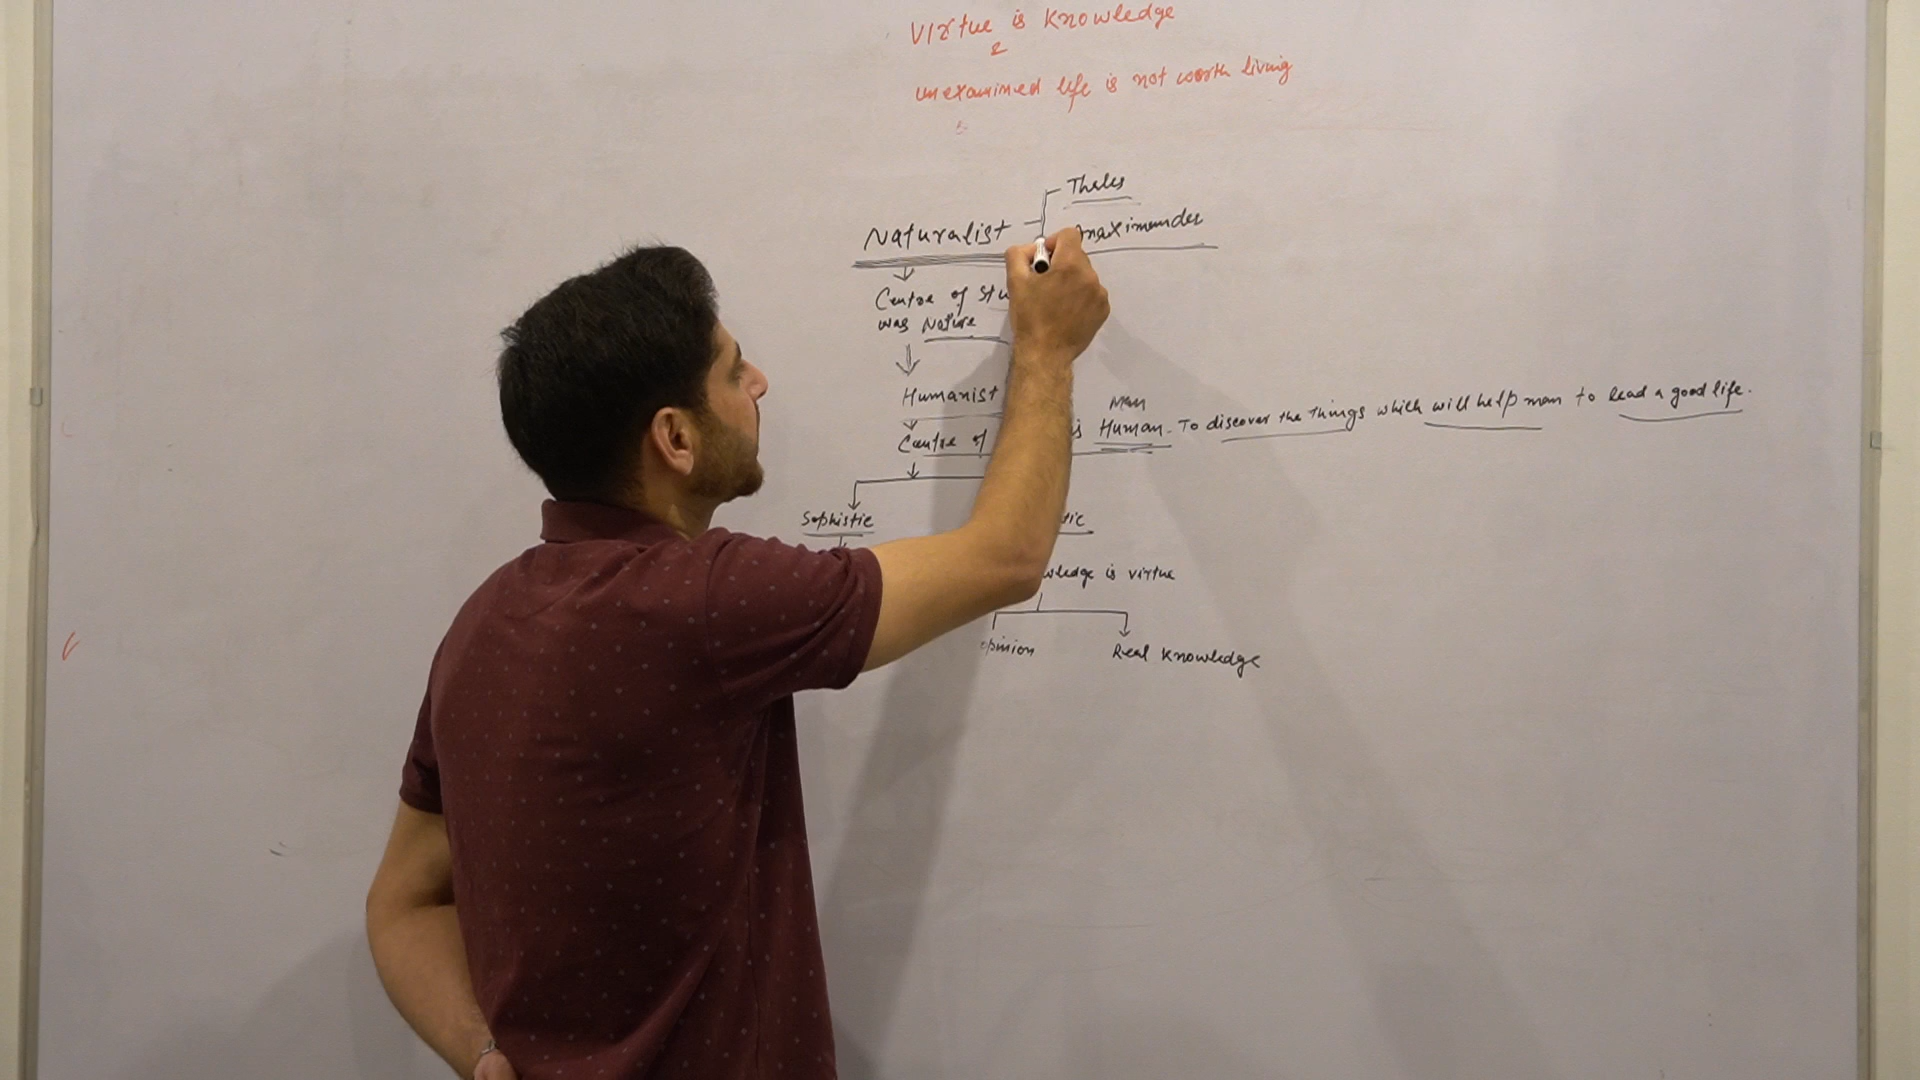 Virtue is Knowledge
unexamined life is not worth living
Thales
Naturalist
Anaximander
Centre of Stu
was Nature
Humanist
Man
Centre of is Human. To discover the things which will help man to lead a good life.
Sophistic tic
wledge is virtue
opinion Real Knowledge